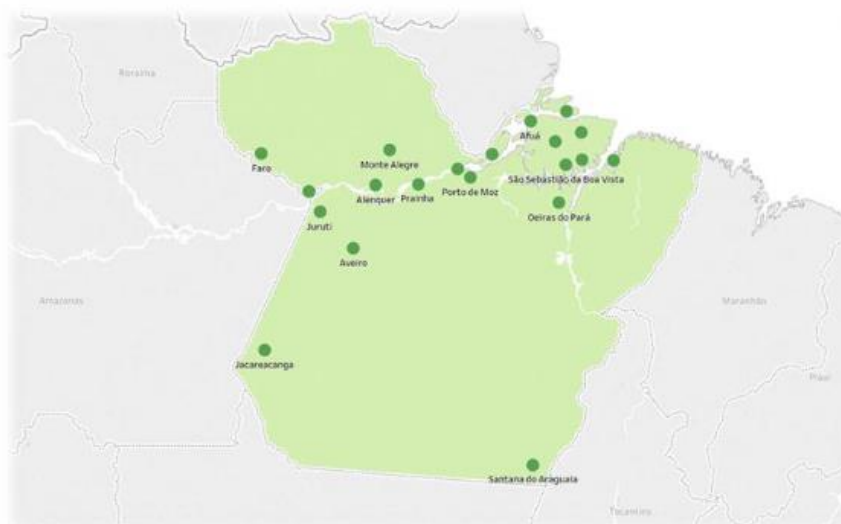 Roraima
Afuá
Faro
Monte Alegre
São Sebastião da Boa Vista
Alenquer
Prainha
Porto de Moz
Oeiras do Pará
Juruti
Aveiro
Amazonas
Maranhão
Jacareacanga
Piauí
Santana do Araguaia
Tocantins